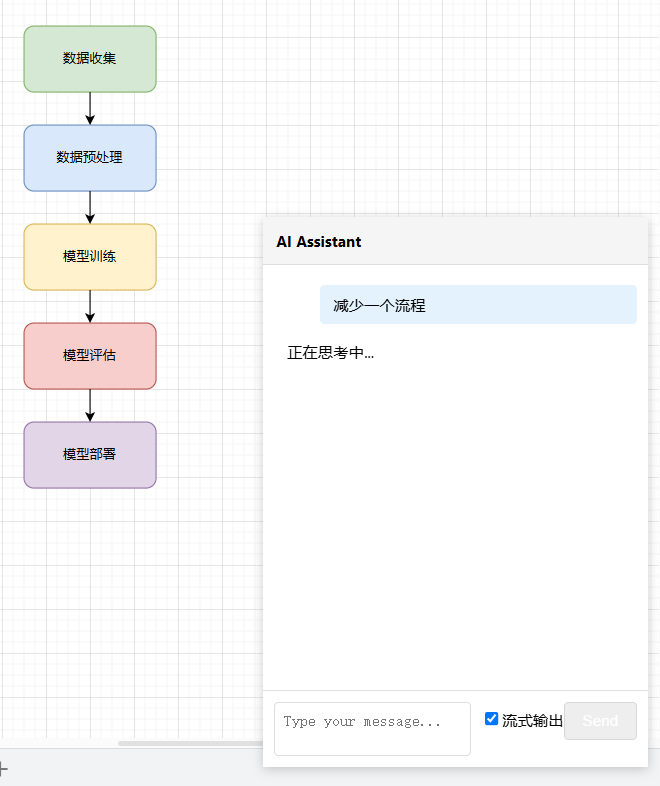 数据收集
数据预处理
模型训练
模型评估
模型部署
AI Assistant
减少一个流程
正在思考中...
Type your message...
流式输出
Send